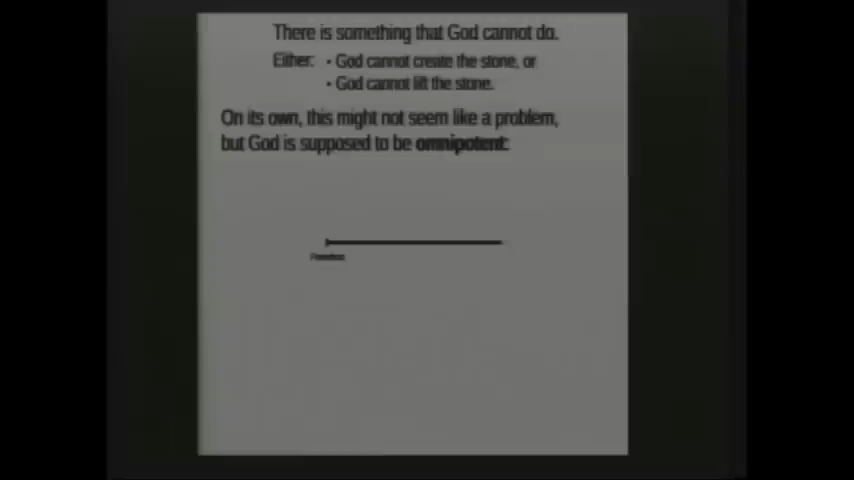 There is something that God cannot do.
Either: • God cannot create the stone, or
• God cannot lift the stone.
On its own, this might not seem like a problem,
but God is supposed to be omnipotent: